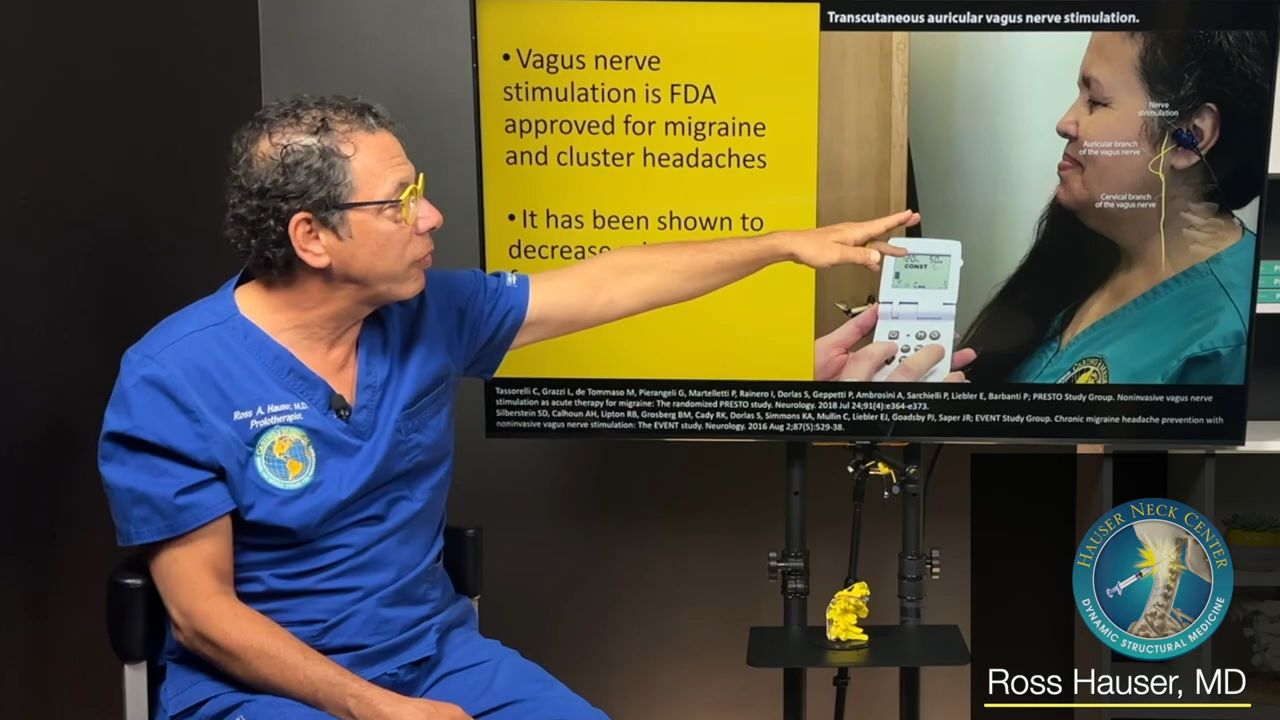 Transcutaneous auricular vagus nerve stimulation.
• Vagus nerve
stimulation is FDA
approved for migraine
and cluster headaches
• It has been shown to
decrease
Nerve
stimulation
Auricular branch
of the vagus nerve
Cervical branch
of the vagus nerve
CONST
Tassorelli C, Grazzi L, de Tommaso M, Pierangeli G, Martelletti P, Rainero I, Dorlas S, Geppetti P, Ambrosini A, Sarchielli P, Liebler E, Barbanti P; PRESTO Study Group. Noninvasive vagus nerve
stimulation as acute therapy for migraine: The randomized PRESTO study. Neurology. 2018 Jul 24;91(4):e364-e373.
Silberstein SD, Calhoun AH, Lipton RB, Grosberg BM, Cady RK, Dorlas S, Simmons KA, Mullin C, Liebler EJ, Goadsby PJ, Saper JR; EVENT Study Group. Chronic migraine headache prevention with
noninvasive vagus nerve stimulation: The EVENT study. Neurology. 2016 Aug 2;87(5):529-38.
Ross A. Hauser, M.D.
Prolotherapist
HAUSER NECK CENTER
DYNAMIC STRUCTURAL MEDICINE
Ross Hauser, MD